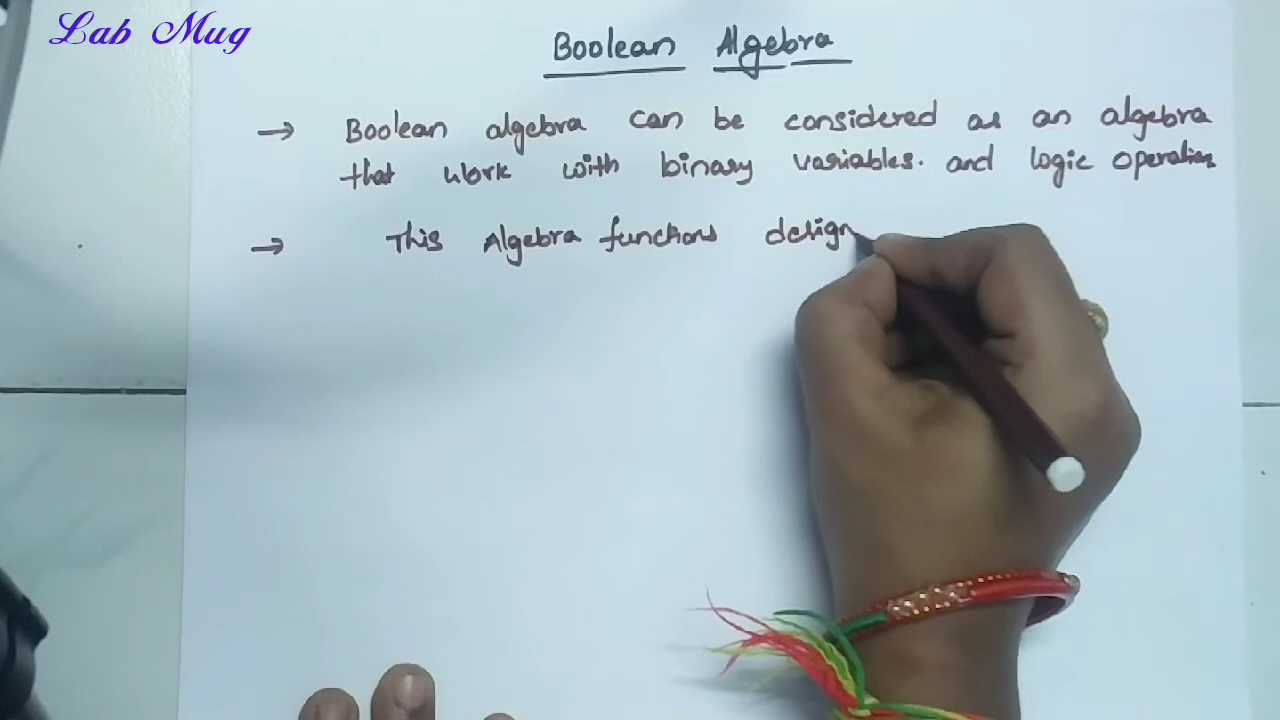 Lab Mug
Boolean Algebra
→ Boolean algebra can be considered as an algebra
that work with binary variables. and logic operations
→ This Algebra functions design